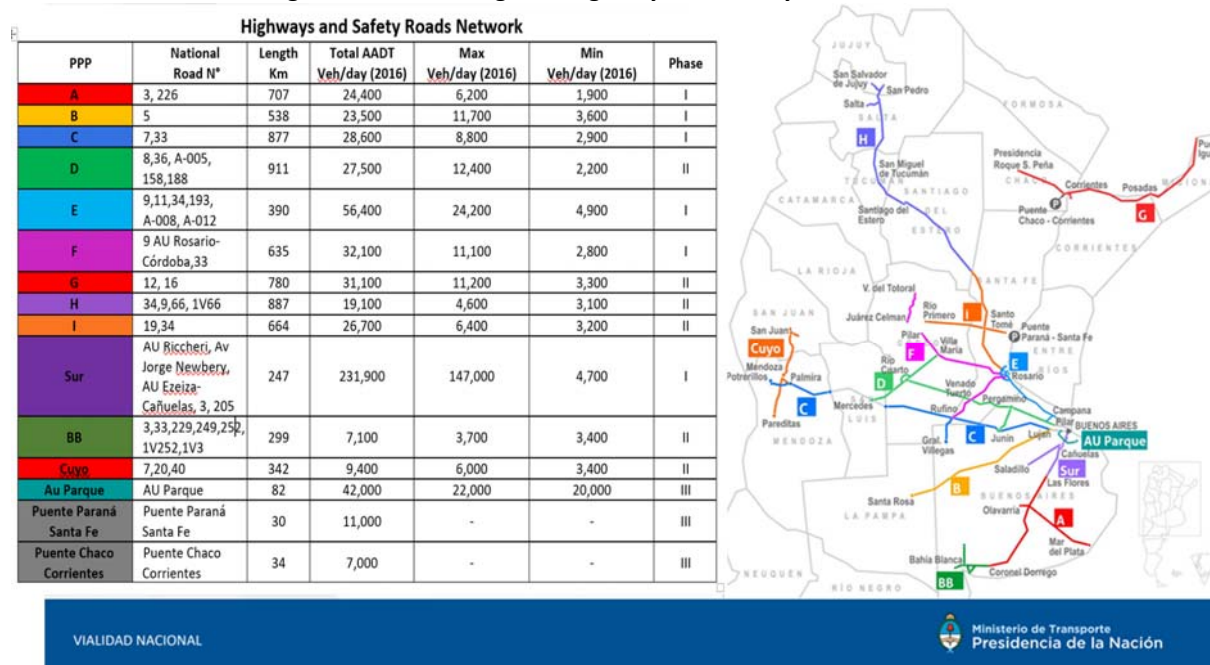 Highways and Safety Roads Network
PPP National Road N° Length Km Total AADT Veh/day (2016) Max Veh/day (2016) Min Veh/day (2016) Phase
A 3, 226 707 24,400 6,200 1,900 I
B 5 538 23,500 11,700 3,600 I
C 7,33 877 28,600 8,800 2,900 I
D 8,36, A-005, 158,188 911 27,500 12,400 2,200 II
E 9,11,34,193, A-008, A-012 390 56,400 24,200 4,900 I
F 9 AU Rosario-Córdoba,33 635 32,100 11,100 2,800 I
G 12, 16 780 31,100 11,200 3,300 II
H 34,9,66, 1V66 887 19,100 4,600 3,100 II
I 19,34 664 26,700 6,400 3,200 II
Sur AU Riccheri, Av Jorge Newbery, AU Ezeiza-Cañuelas, 3, 205 247 231,900 147,000 4,700 I
BB 3,33,229,249,252, 1V252,1V3 299 7,100 3,700 3,400 II
Cuyo 7,20,40 342 9,400 6,000 3,400 II
Au Parque AU Parque 82 42,000 22,000 20,000 III
Puente Paraná Santa Fe Puente Paraná Santa Fe 30 11,000 - - III
Puente Chaco Corrientes Puente Chaco Corrientes 34 7,000 - - III
JUJUY
San Salvador
de Jujuy
San Pedro
Salta
SALTA
FORMOSA
H
San Miguel
de Tucumán
TUCUMÁN
SANTIAGO
DEL
ESTERO
Presidencia
Roque S. Peña
CHACO
Corrientes
Posadas
G
P
Puente
Chaco - Corrientes
CATAMARCA
Santiago del
Estero
CORRIENTES
LA RIOJA
SANTA FE
V. del Totoral
SAN JUAN
Juárez Celman
Río
Primero
I
Santo
Tomé
P
Puente
Paraná - Santa Fe
San Juan
Cuyo
Pilar
F
Villa
María
E
ENTRE
RÍOS
Mendoza
Potrerillos
Palmira
Río
Cuarto
D
Rosario
Venado
Tuerto
Pergamino
C
Mercedes
LUIS
Rufino
Campana
Pilar
BUENOS AIRES
Pareditas
MENDOZA
Gral.
Villegas
C
Junín
Luján
AU Parque
Cañuelas
Saladillo
Sur
Las Flores
B
Santa Rosa
BUENOS AIRES
LA PAMPA
Olavarria
A
Mar
del Plata
Bahía Blanca
Coronel Dorrego
BB
NEUQUÉN
RÍO NEGRO
VIALIDAD NACIONAL
Ministerio de Transporte
Presidencia de la Nación